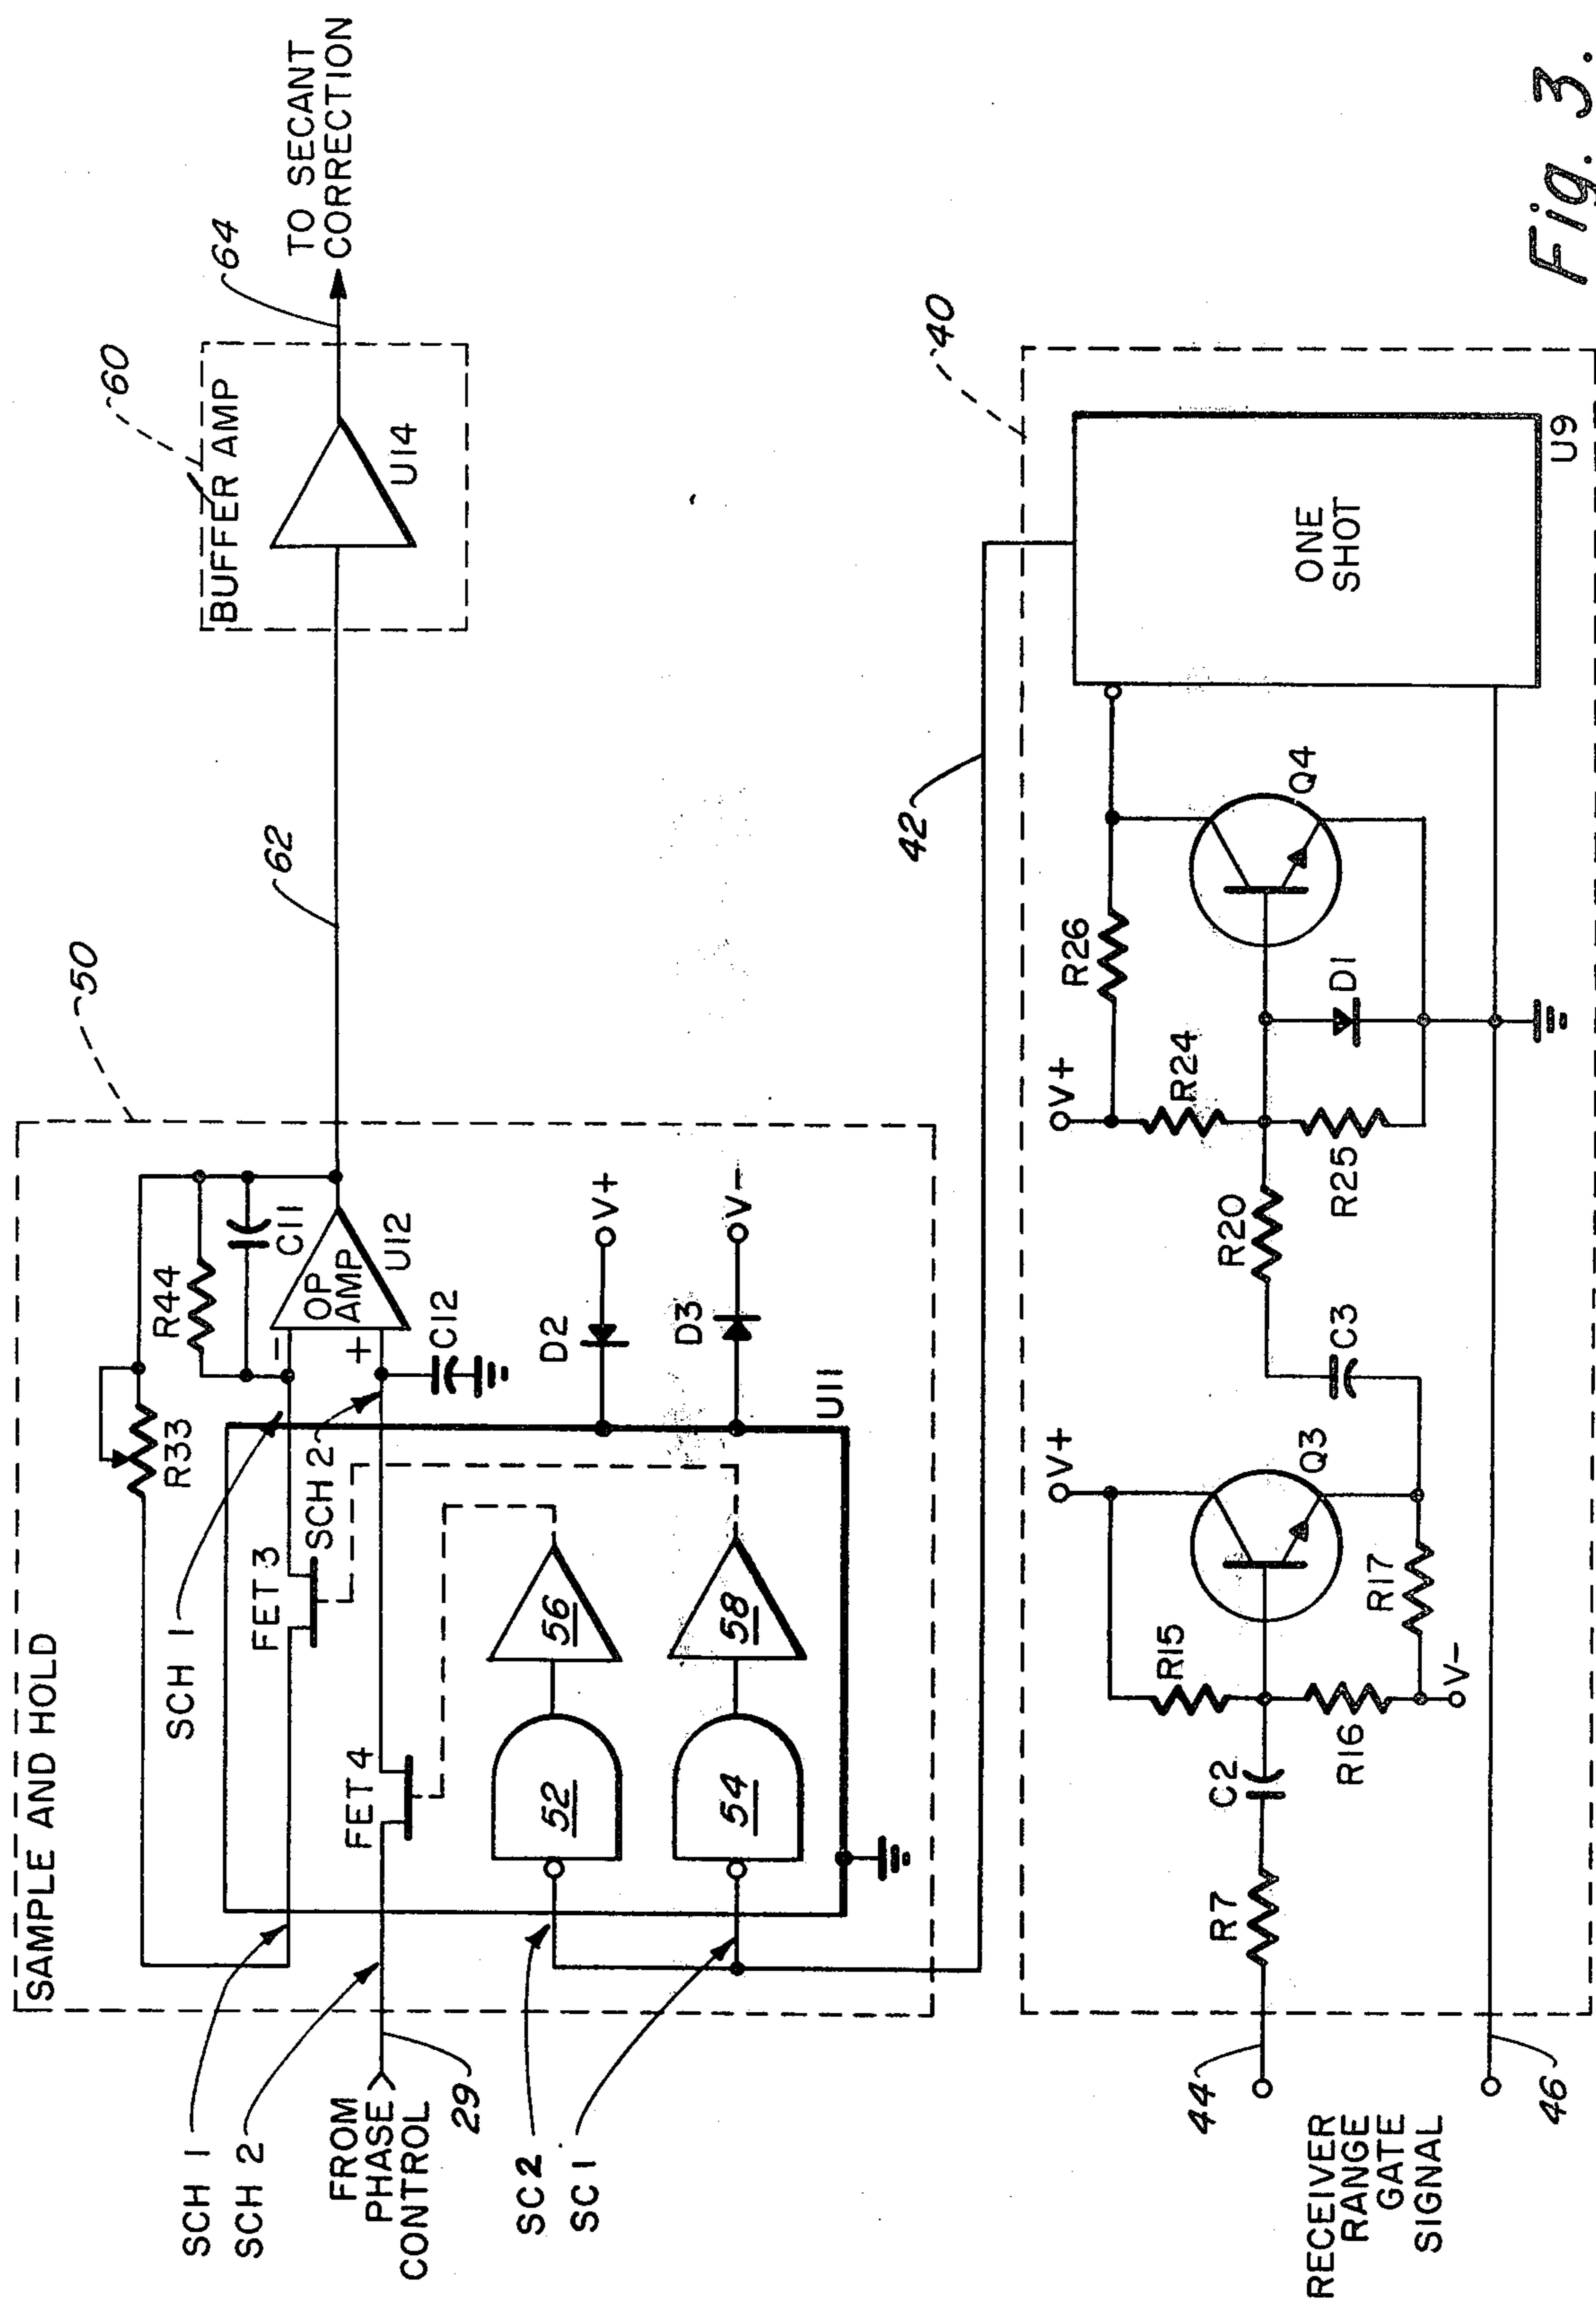 SAMPLE AND HOLD
50
R33
R44
C11
SCH 1
FET 3
SCH 1
SCH 2
-
+
OP
AMP
U12
C12
62
60
BUFFER AMP
U14
64
TO SECANT
CORRECTION
SCH 1
SCH 2
FROM
PHASE
CONTROL
29
FET 4
52
56
54
58
SC2
SC1
U11
D2
V+
D3
V-
42
40
RECEIVER
RANGE
GATE
SIGNAL
44
46
R7
C2
R15
R16
V+
V-
Q3
R17
C3
R20
V+
R24
R25
R26
D1
Q4
ONE
SHOT
U9
Fig. 3.